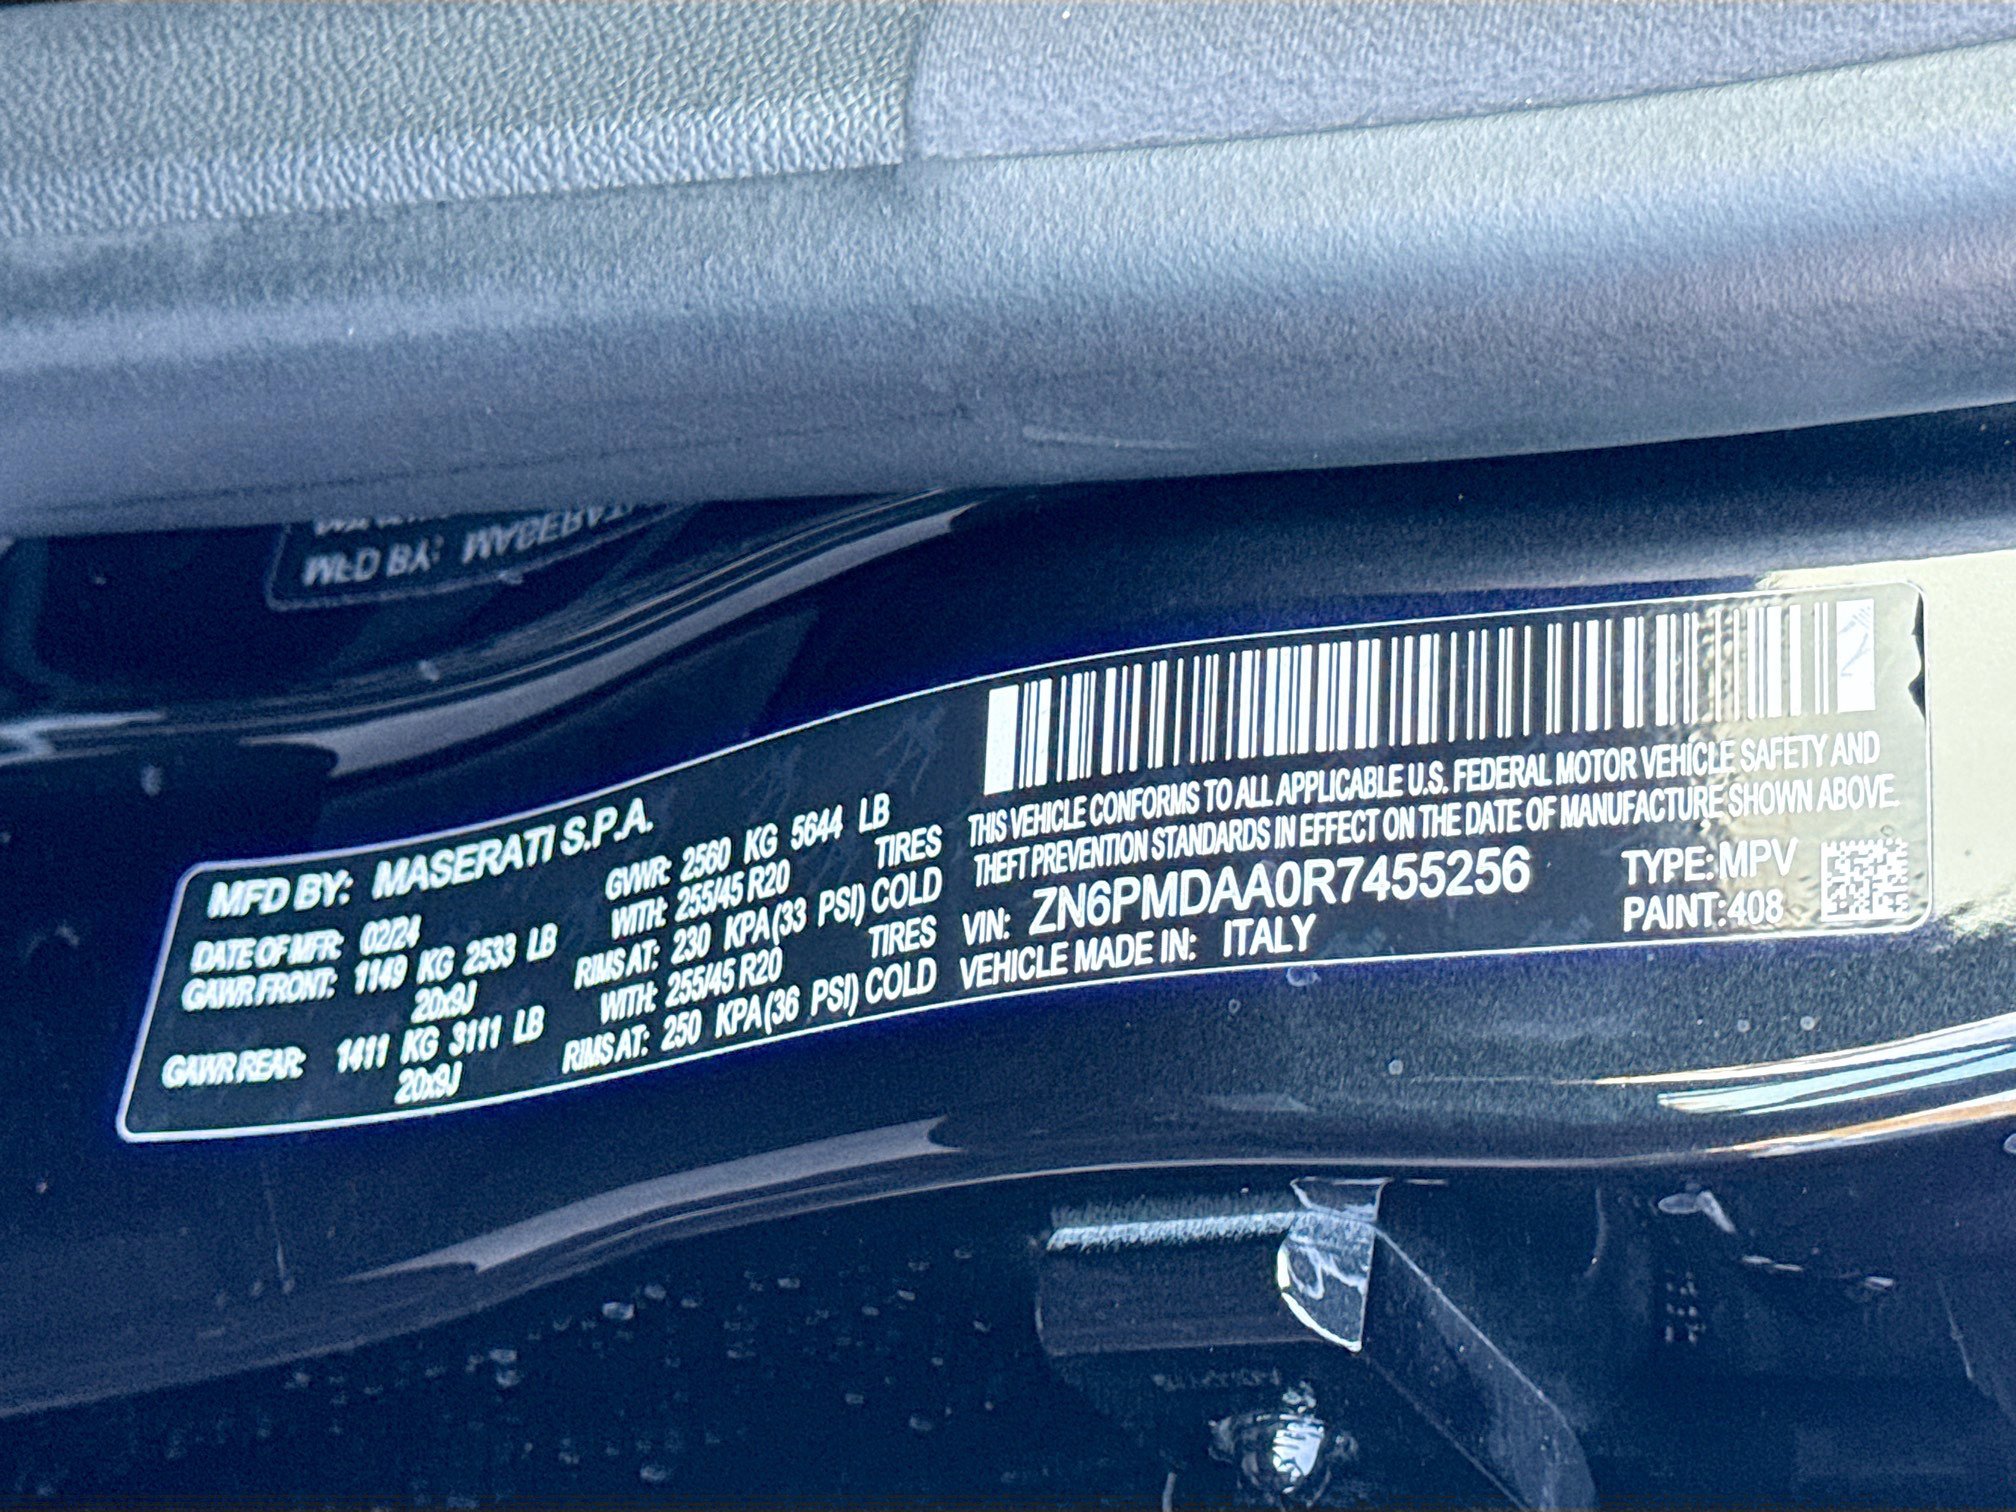 MFD BY: MASERATI S.P.A.
DATE OF MFR: 02/24 GVWR: 2560 KG 5644 LB
GAWR FRONT: 1149 KG 2533 LB WITH: 255/45 R20 TIRES
20x9J RIMS AT: 230 KPA(33 PSI) COLD
GAWR REAR: 1411 KG 3111 LB WITH: 255/45 R20 TIRES
20x9J RIMS AT: 250 KPA(36 PSI) COLD
THIS VEHICLE CONFORMS TO ALL APPLICABLE U.S. FEDERAL MOTOR VEHICLE SAFETY AND
THEFT PREVENTION STANDARDS IN EFFECT ON THE DATE OF MANUFACTURE SHOWN ABOVE.
VIN: ZN6PMDAA0R7455256 TYPE: MPV
VEHICLE MADE IN: ITALY PAINT: 408